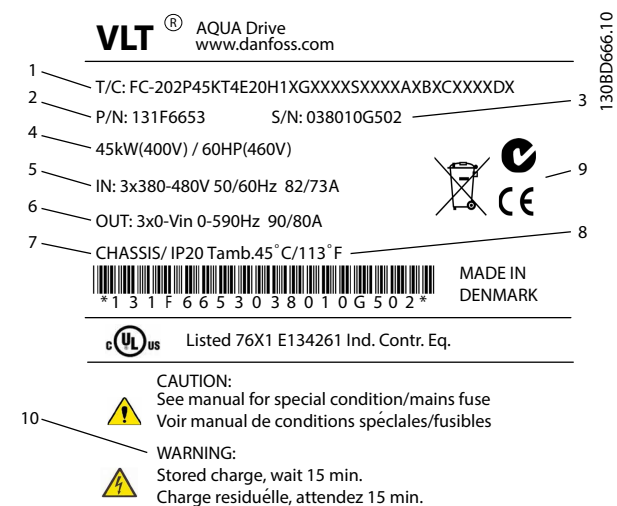 VLT ® AQUA Drive
www.danfoss.com
130BD666.10
1
T/C: FC-202P45KT4E20H1XGXXXXSXXXXAXBXCXXXXDX
2
P/N: 131F6653 S/N: 038010G502
3
4
45kW(400V) / 60HP(460V)
5
IN: 3x380-480V 50/60Hz 82/73A
9
CE
6
OUT: 3x0-Vin 0-590Hz 90/80A
7
CHASSIS/ IP20 Tamb.45˚C/113˚F
8
*131F6653038010G502*
MADE IN
DENMARK
c UL us Listed 76X1 E134261 Ind. Contr. Eq.
CAUTION:
See manual for special condition/mains fuse
Voir manual de conditions spéclales/fusibles
10
WARNING:
Stored charge, wait 15 min.
Charge residuélle, attendez 15 min.